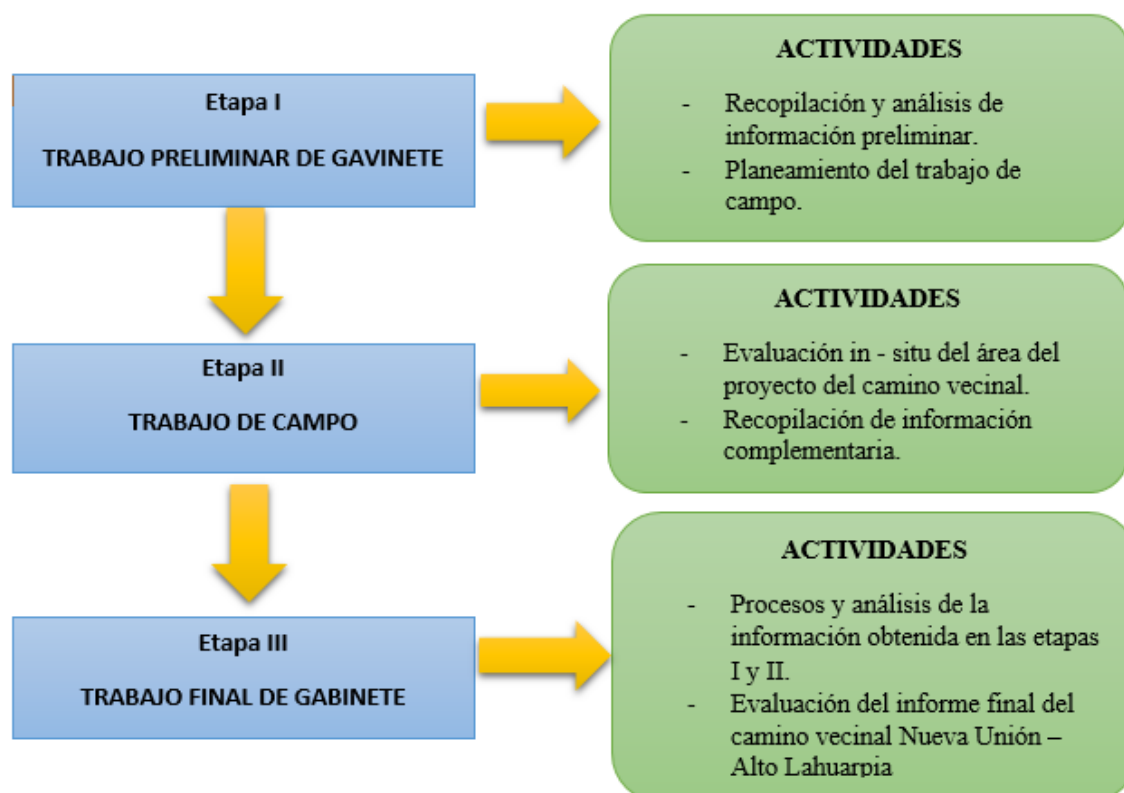 Etapa I
TRABAJO PRELIMINAR DE GAVINETE
ACTIVIDADES
- Recopilación y análisis de
información preliminar.
- Planeamiento del trabajo de
campo.
Etapa II
TRABAJO DE CAMPO
ACTIVIDADES
- Evaluación in - situ del área del
proyecto del camino vecinal.
- Recopilación de información
complementaria.
Etapa III
TRABAJO FINAL DE GABINETE
ACTIVIDADES
- Procesos y análisis de la
información obtenida en las etapas
I y II.
- Evaluación del informe final del
camino vecinal Nueva Unión –
Alto Lahuarpia